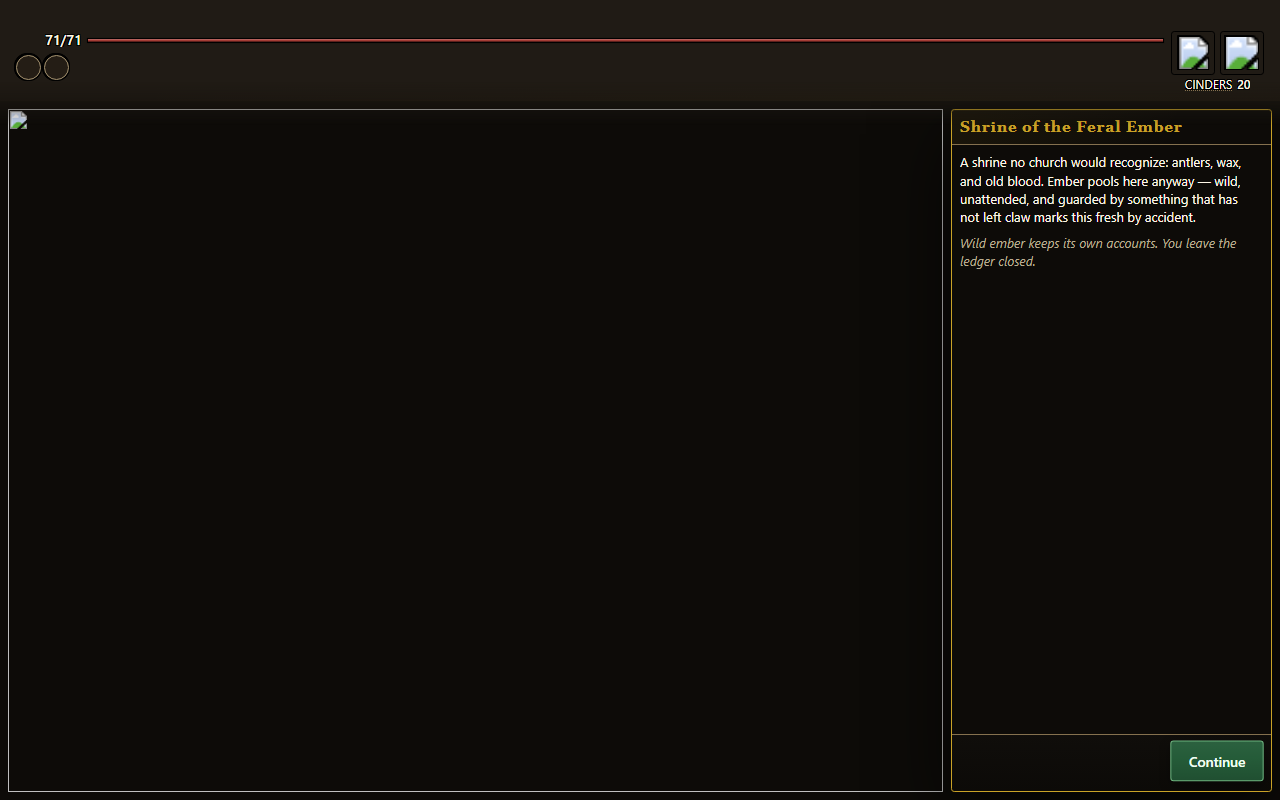 71/71
CINDERS 20
Shrine of the Feral Ember
A shrine no church would recognize: antlers, wax,
and old blood. Ember pools here anyway — wild,
unattended, and guarded by something that has
not left claw marks this fresh by accident.
Wild ember keeps its own accounts. You leave the
ledger closed.
Continue